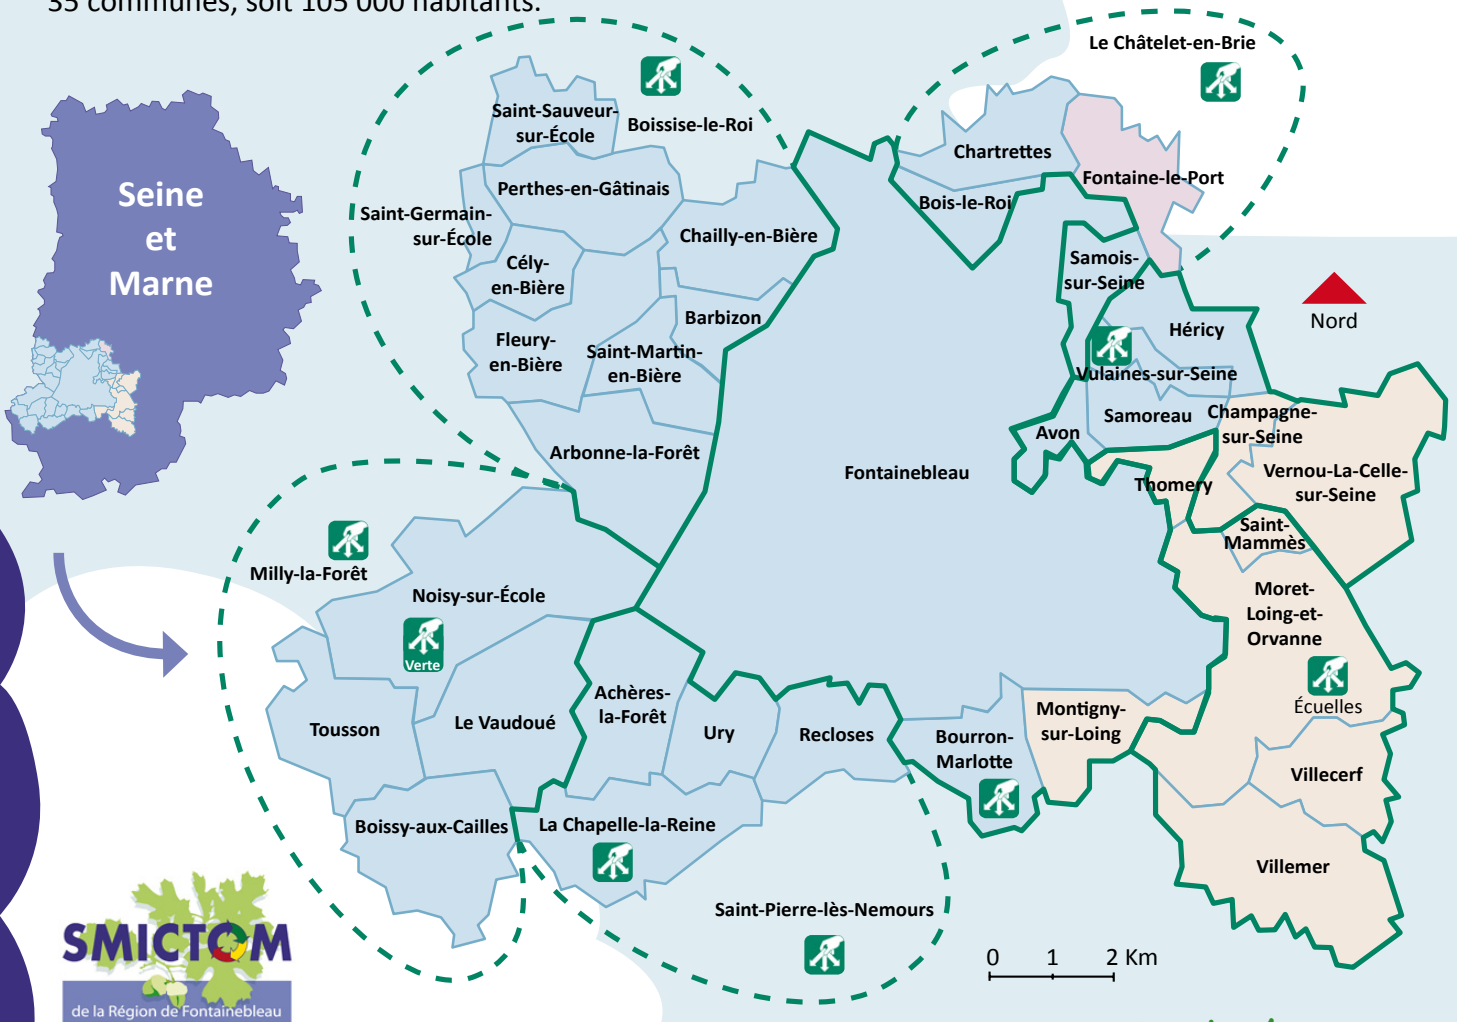 35 communes, soit 105 000 habitants.
Le Châtelet-en-Brie
Saint-Sauveur-
sur-École
Boissise-le-Roi
Chartrettes
Seine
et
Marne
Perthes-en-Gâtinais
Fontaine-le-Port
Bois-le-Roi
Saint-Germain-
sur-École
Chailly-en-Bière
Cély-
en-Bière
Samois-
sur-Seine
Nord
Barbizon
Héricy
Fleury-
en-Bière
Saint-Martin-
en-Bière
Vulaines-sur-Seine
Samoreau
Champagne-
sur-Seine
Avon
Arbonne-la-Forêt
Fontainebleau
Thomery
Vernou-La-Celle-
sur-Seine
Saint-
Mammès
Milly-la-Forêt
Noisy-sur-École
Verte
Moret-
Loing-et-
Orvanne
Écuelles
Achères-
la-Forêt
Tousson
Le Vaudoué
Ury
Recloses
Bourron-
Marlotte
Montigny-
sur-Loing
Villecerf
Boissy-aux-Cailles
La Chapelle-la-Reine
Villemer
Saint-Pierre-lès-Nemours
0 1 2 Km
SMICTOM
de la Région de Fontainebleau